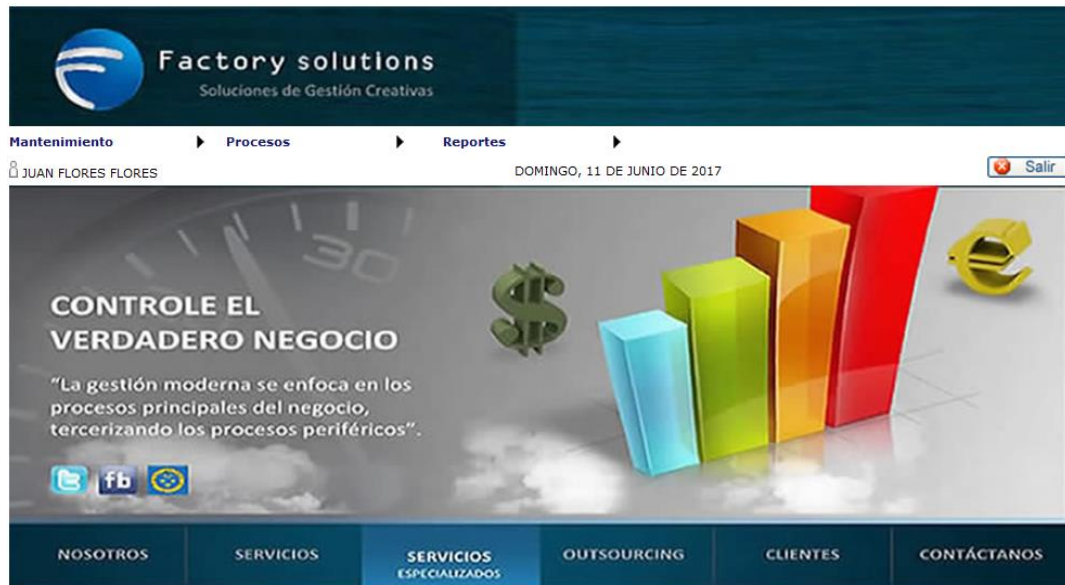 Factory solutions
Soluciones de Gestión Creativas
Mantenimiento Procesos Reportes
JUAN FLORES FLORES DOMINGO, 11 DE JUNIO DE 2017 Salir
30
CONTROLE EL
VERDADERO NEGOCIO
"La gestión moderna se enfoca en los
procesos principales del negocio,
tercerizando los procesos periféricos".
fb
NOSOTROS SERVICIOS SERVICIOS ESPECIALIZADOS OUTSOURCING CLIENTES CONTÁCTANOS